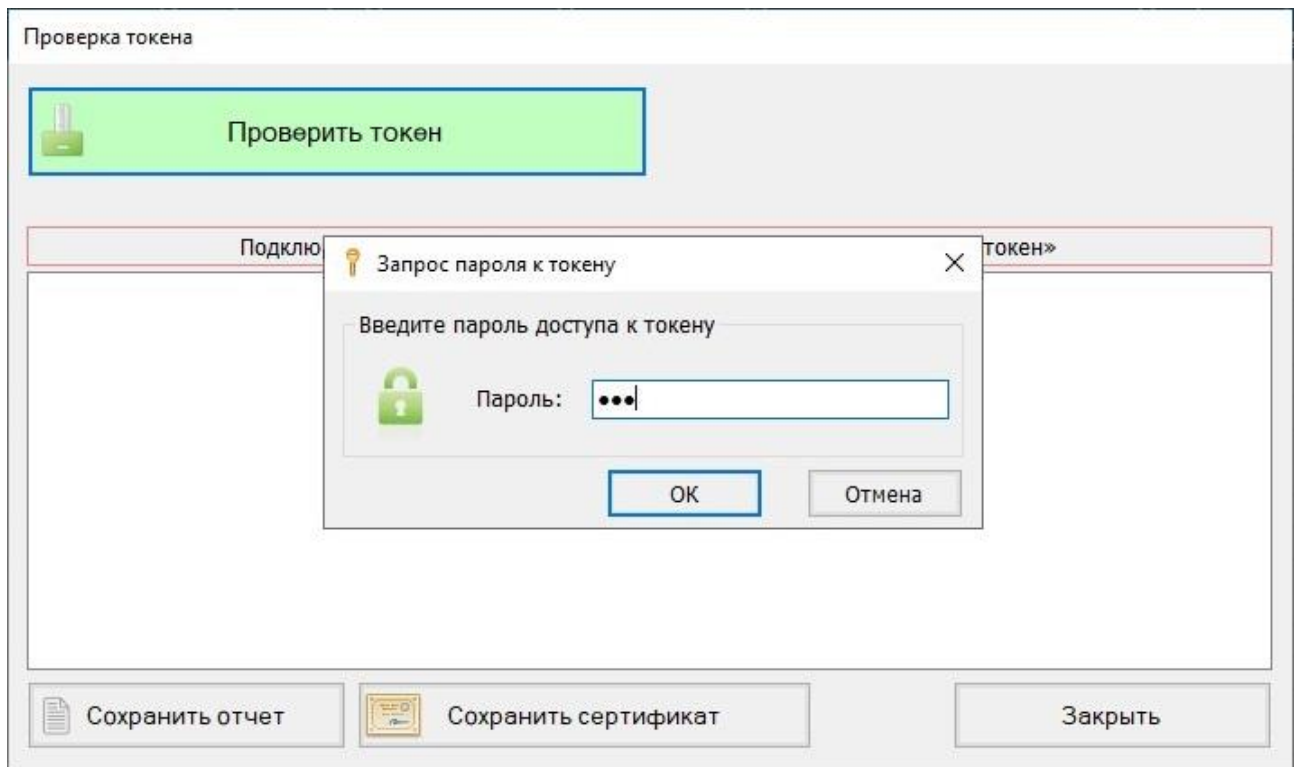 Проверка токена
Проверить токен
Подклю
токен»
Запрос пароля к токену
Введите пароль доступа к токену
Пароль: •••
ОК
Отмена
Сохранить отчет
Сохранить сертификат
Закрыть